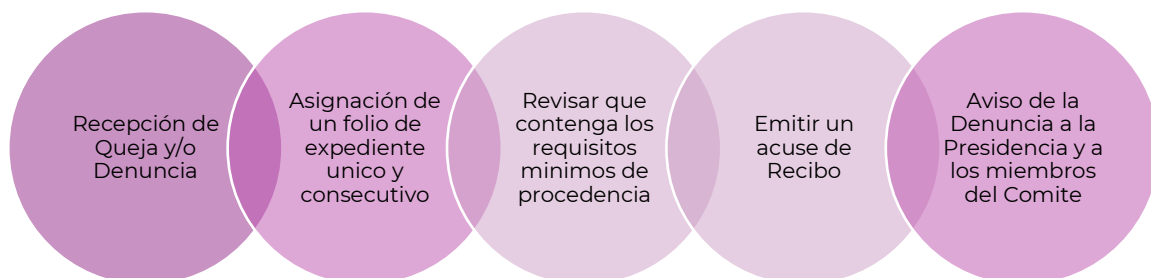 Recepción de
Queja y/o
Denuncia
Asignación de
un folio de
expediente
unico y
consecutivo
Revisar que
contenga los
requisitos
minimos de
procedencia
Emitir un
acuse de
Recibo
Aviso de la
Denuncia a la
Presidencia y a
los miembros
del Comite